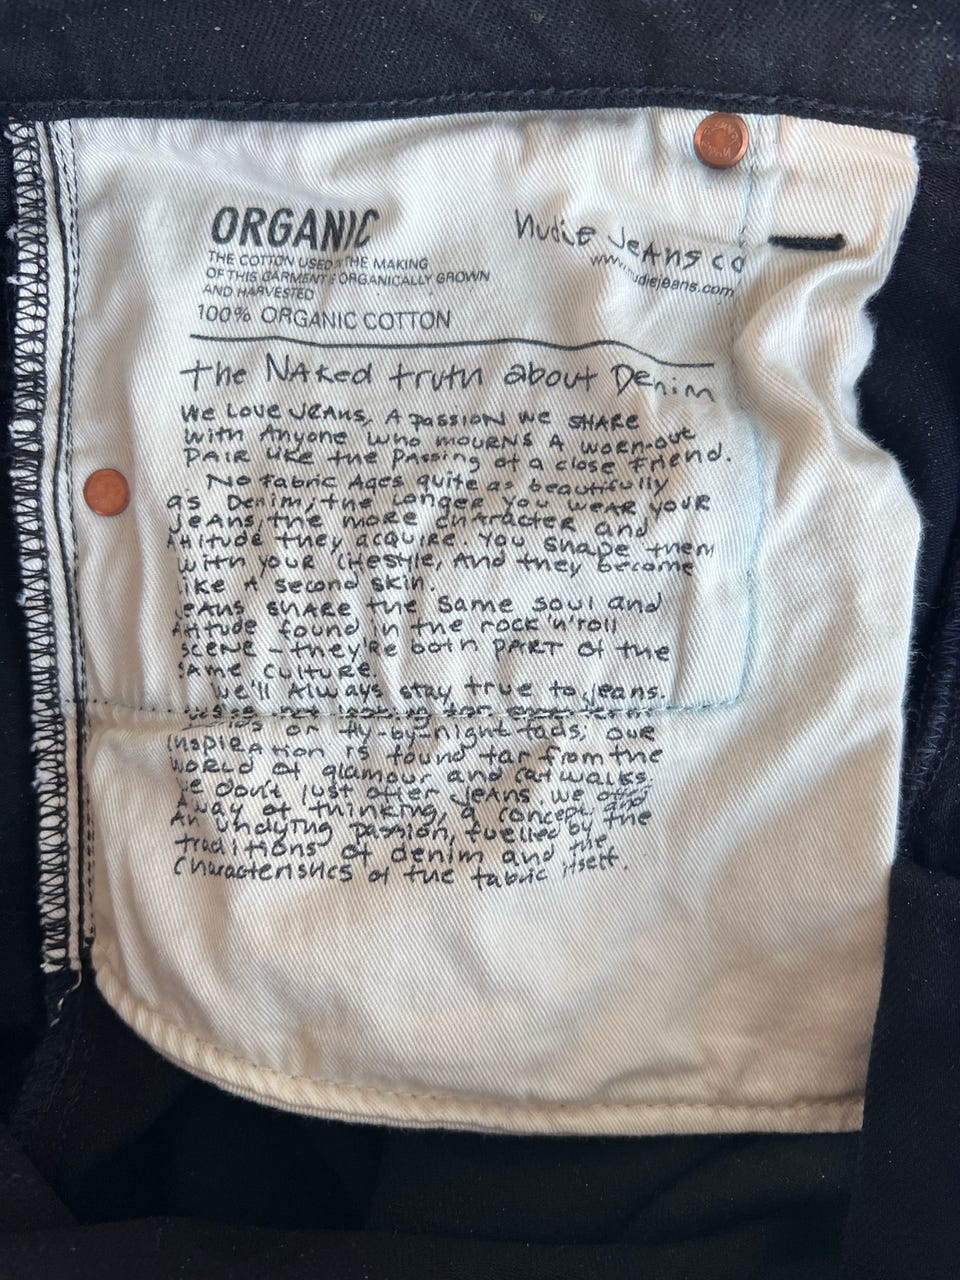 ORGANIC
THE COTTON USED THE MAKING
OF THIS GARMENT ORGANICALLY GROWN
AND HARVESTED
100% ORGANIC COTTON
Nudie Jeans co
www.nudiejeans.com
the NAKed truth about Denim
We LOVE JEANS, A PASSION WE SHARE
with Anyone who MOURNS A worn-out
PAIR LIKE the Passing of a close Friend.
No Fabric Ages quite as beautifully
as Denim; the Longer you weAR your
JeANS, the more chARACTER and
Attitude they acquire. You shape them
with your Lifestyle, And they become
like A second skin.
Jeans SHARE the same soul and
Attitude found in the rock'n'roll
scene - they're both PART of the
SAMe culture.
We'll Always stay true to jeans.
or fly-by-night fads; our
INSPIRAtion is found far from the
WORLD of glamour and catwalks.
We don't just offer JeANS, we offer
A way of thinking, a concept and
An undying passion, fuelled by the
traditions of denim and the
characteristics of the fabric itself.